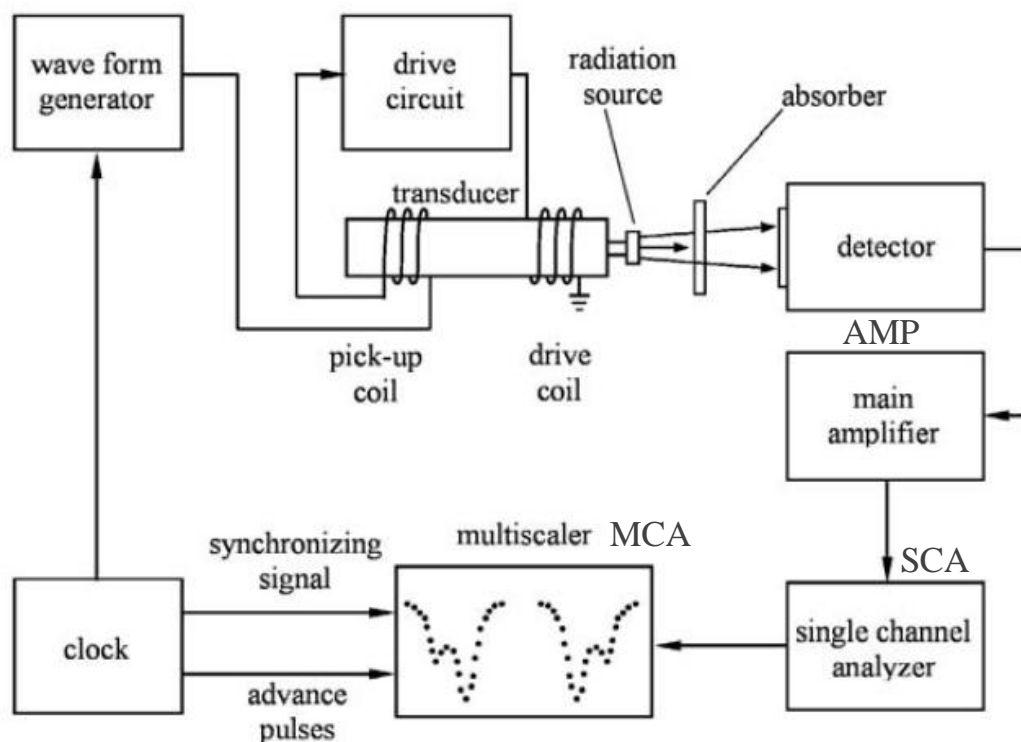 wave form
generator
drive
circuit
radiation
source
absorber
transducer
detector
pick-up
coil
drive
coil
AMP
main
amplifier
synchronizing
signal
multiscaler MCA
SCA
clock
single channel
analyzer
advance
pulses